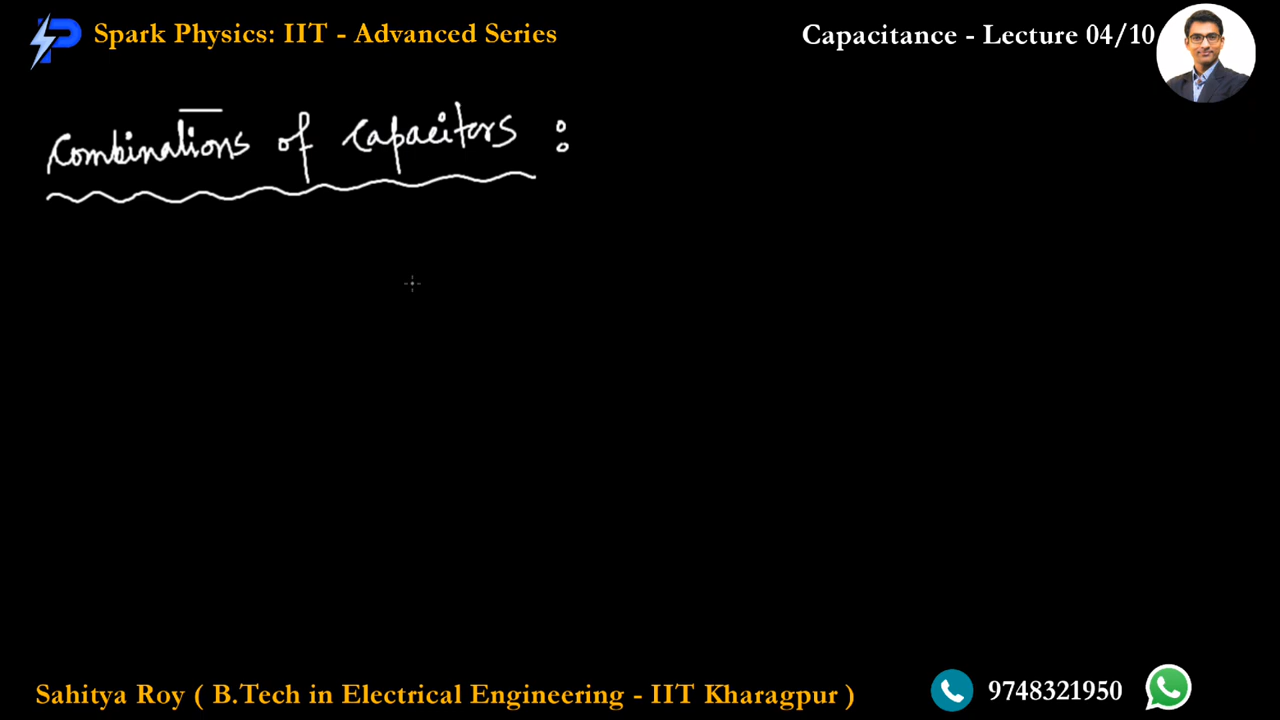 Spark Physics: IIT - Advanced Series
Capacitance - Lecture 04/10
Combinations of Capacitors :
Sahitya Roy ( B.Tech in Electrical Engineering - IIT Kharagpur )
9748321950